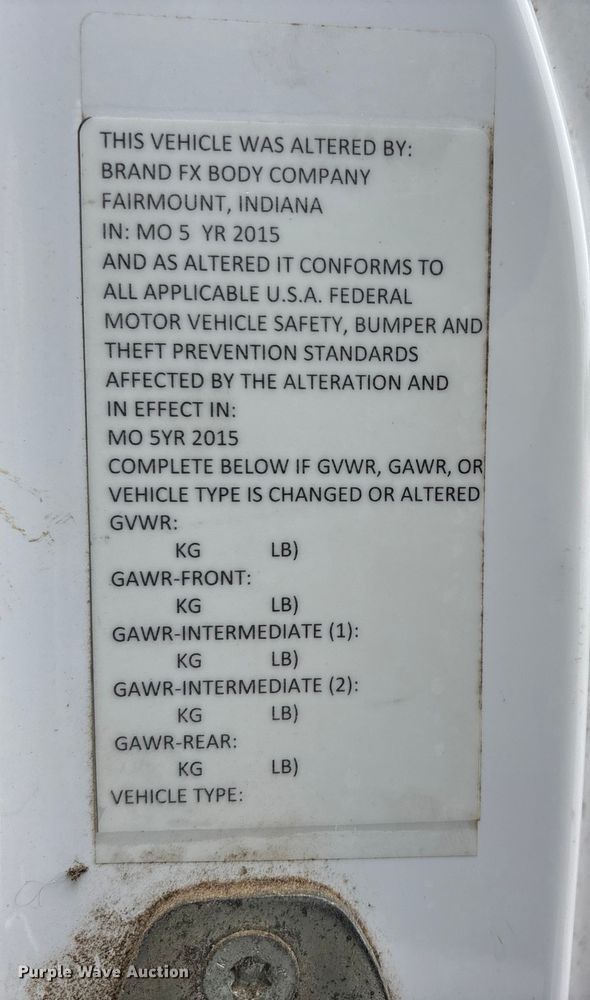 THIS VEHICLE WAS ALTERED BY:
BRAND FX BODY COMPANY
FAIRMOUNT, INDIANA
IN: MO 5 YR 2015
AND AS ALTERED IT CONFORMS TO
ALL APPLICABLE U.S.A. FEDERAL
MOTOR VEHICLE SAFETY, BUMPER AND
THEFT PREVENTION STANDARDS
AFFECTED BY THE ALTERATION AND
IN EFFECT IN:
MO 5YR 2015
COMPLETE BELOW IF GVWR, GAWR, OR
VEHICLE TYPE IS CHANGED OR ALTERED
GVWR:
KG LB)
GAWR-FRONT:
KG LB)
GAWR-INTERMEDIATE (1):
KG LB)
GAWR-INTERMEDIATE (2):
KG LB)
GAWR-REAR:
KG LB)
VEHICLE TYPE:
Purple Wave Auction